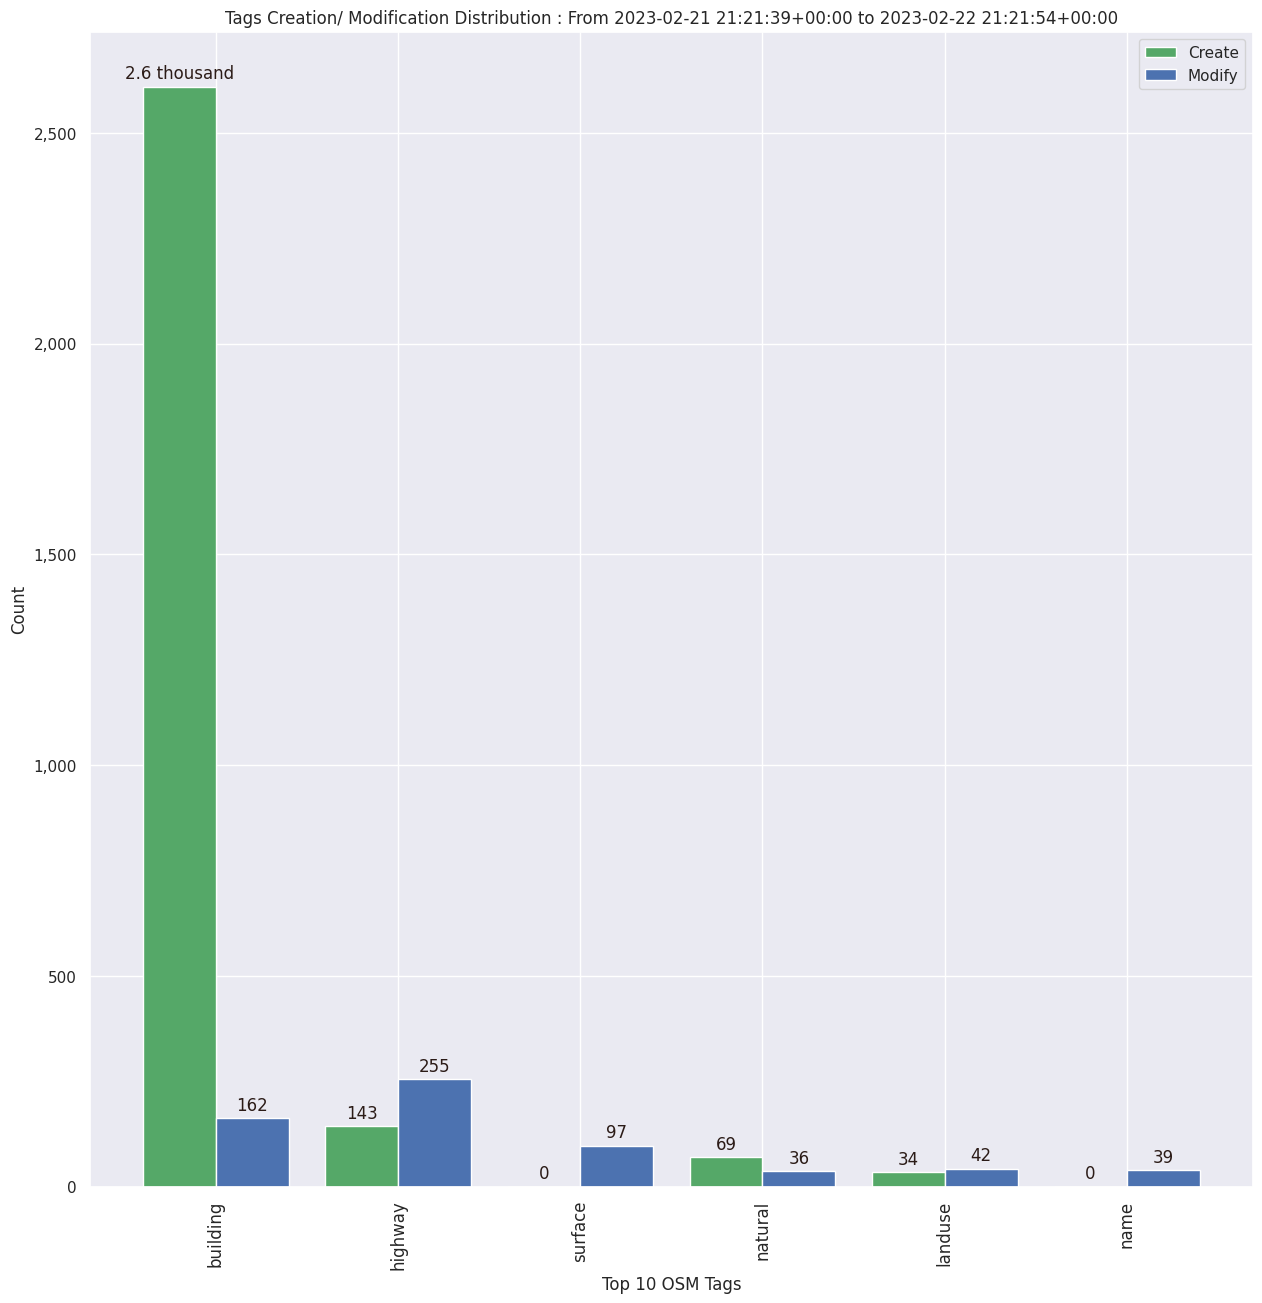 Tags Creation/ Modification Distribution : From 2023-02-21 21:21:39+00:00 to 2023-02-22 21:21:54+00:00
Create
Modify
2.6 thousand
2,500
2,000
1,500
1,000
500
0
Count
162
143
255
0
97
69
36
34
42
0
39
building
highway
surface
natural
landuse
name
Top 10 OSM Tags